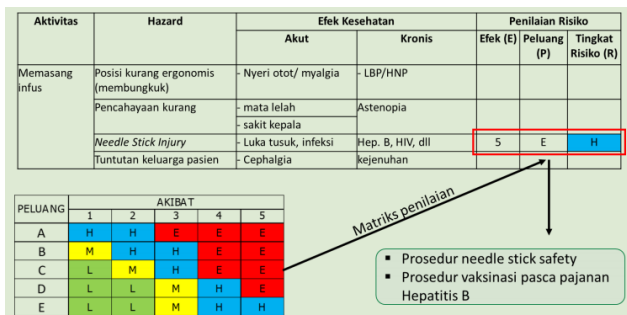 Aktivitas Hazard Efek Kesehatan Penilaian Risiko
Akut Kronis Efek (E) Peluang Tingkat
(P) Risiko (R)
Memasang Posisi kurang ergonomis - Nyeri otot/ myalgia - LBP/HNP
infus (membungkuk)
Pencahayaan kurang - mata lelah Astenopia
- sakit kepala
Needle Stick Injury - Luka tusuk, infeksi Hep. B, HIV, dll 5 E H
Tuntutan keluarga pasien - Cephalgia kejenuhan
PELUANG AKIBAT
1 2 3 4 5
A H H E E E
B M H H E E
C L M H E E
D L L M H E
E L L M H H
Matriks penilaian
▪ Prosedur needle stick safety
▪ Prosedur vaksinasi pasca pajanan
Hepatitis B